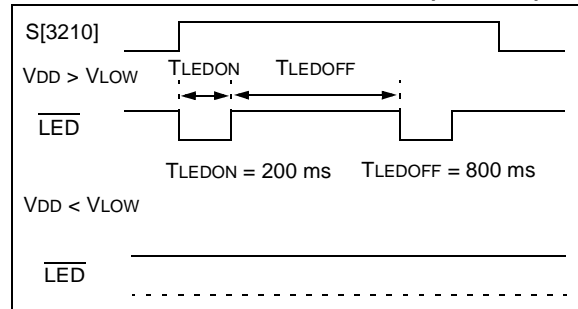 S[3210]
VDD > VLOW
TLEDON TLEDOFF
LED
TLEDON = 200 ms TLEDOFF = 800 ms
VDD < VLOW
LED